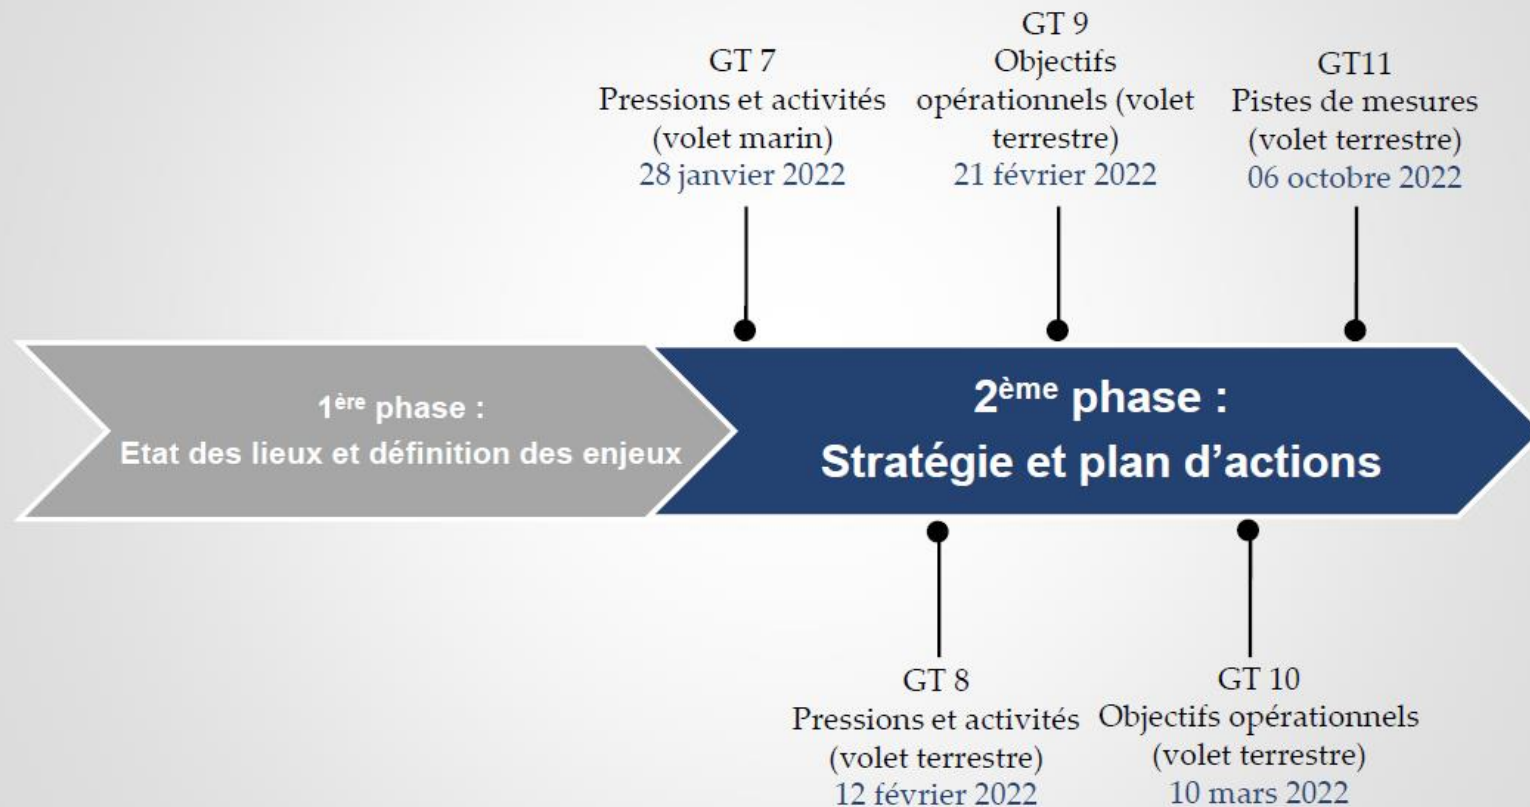 GT 7
Pressions et activités
(volet marin)
28 janvier 2022
GT 9
Objectifs
opérationnels (volet
terrestre)
21 février 2022
GT11
Pistes de mesures
(volet terrestre)
06 octobre 2022
1ère phase :
Etat des lieux et définition des enjeux
2ème phase :
Stratégie et plan d’actions
GT 8
Pressions et activités
(volet terrestre)
12 février 2022
GT 10
Objectifs opérationnels
(volet terrestre)
10 mars 2022